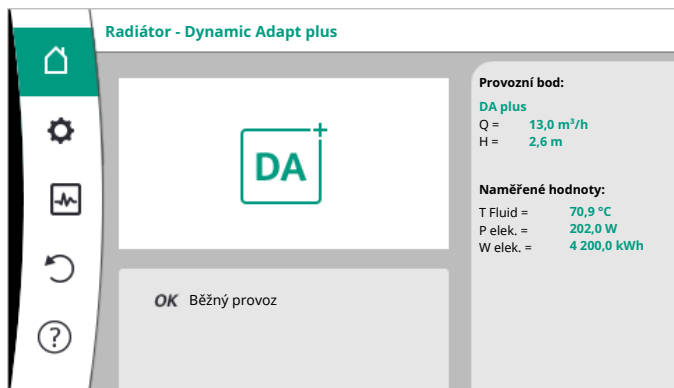 Radiátor - Dynamic Adapt plus
DA+
OK Běžný provoz
Provozní bod:
DA plus
Q = 13,0 m³/h
H = 2,6 m
Naměřené hodnoty:
T Fluid = 70,9 °C
P elek. = 202,0 W
W elek. = 4 200,0 kWh
?